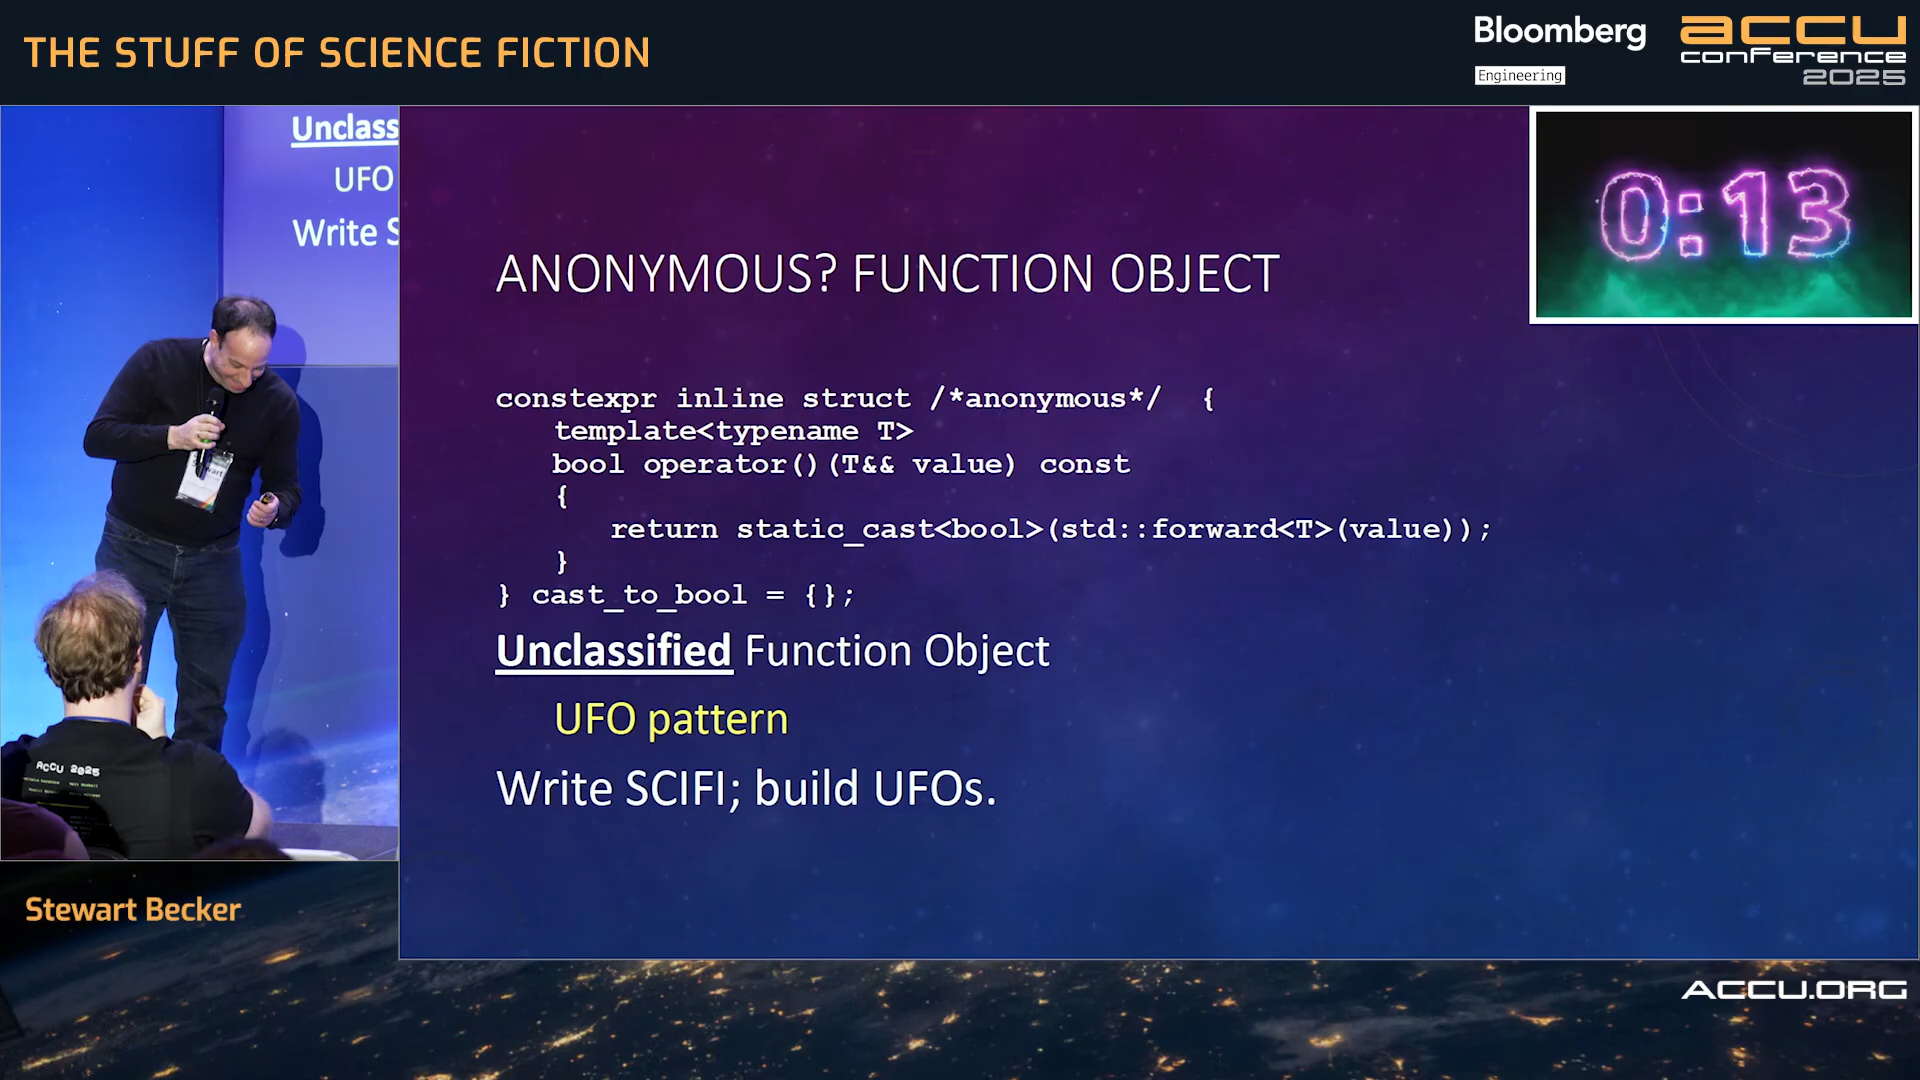 THE STUFF OF SCIENCE FICTION
Bloomberg
Engineering
accu
conference
2025
Unclass
UFO
Write S
0:13
ANONYMOUS? FUNCTION OBJECT
constexpr inline struct /*anonymous*/ {
template<typename T>
bool operator()(T&& value) const
{
return static_cast<bool>(std::forward<T>(value));
}
} cast_to_bool = {};
Unclassified Function Object
UFO pattern
Write SCIFI; build UFOs.
ACCU 2025
Stewart Becker
ACCU.ORG